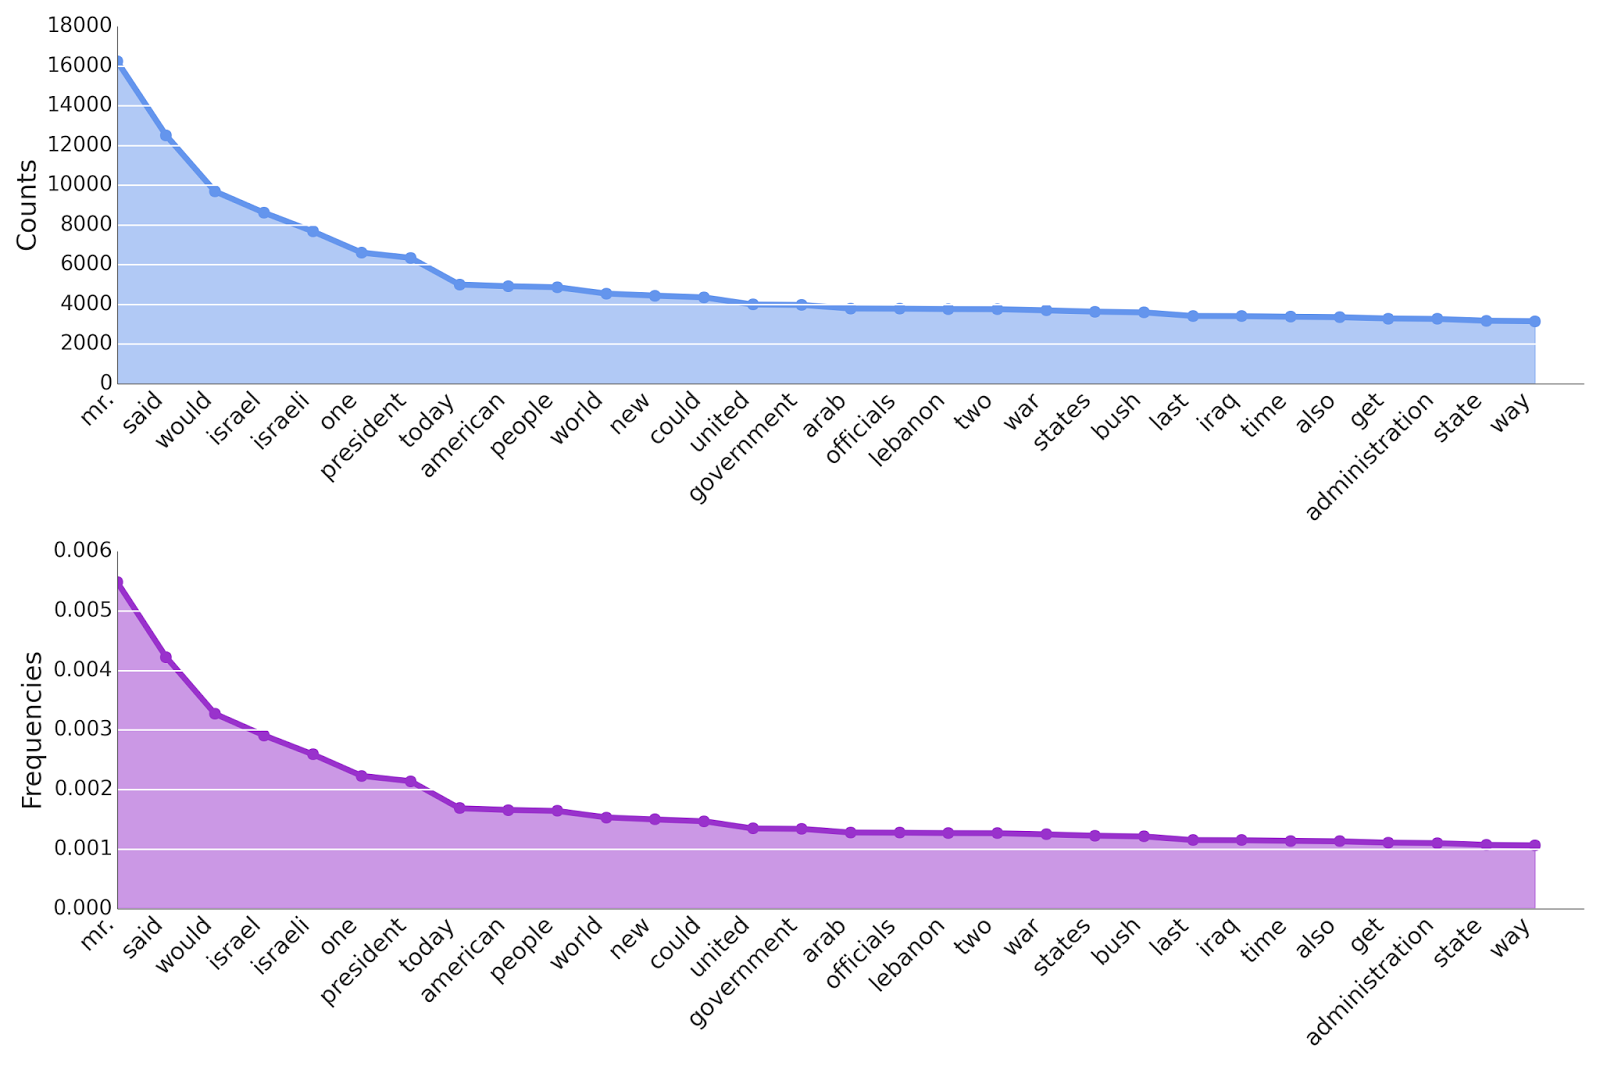 18000
16000
14000
12000
10000
8000
6000
4000
2000
0
Counts
mr.
said
would
israel
israeli
one
president
today
american
people
world
new
could
united
government
arab
officials
lebanon
two
war
states
bush
last
iraq
time
also
get
administration
state
way
0.006
0.005
0.004
0.003
0.002
0.001
0.000
Frequencies
mr.
said
would
israel
israeli
one
president
today
american
people
world
new
could
united
government
arab
officials
lebanon
two
war
states
bush
last
iraq
time
also
get
administration
state
way